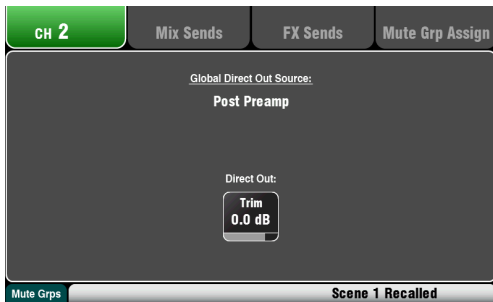 CH 2 Mix Sends FX Sends Mute Grp Assign
Global Direct Out Source:
Post Preamp
Direct Out:
Trim
0.0 dB
Mute Grps Scene 1 Recalled